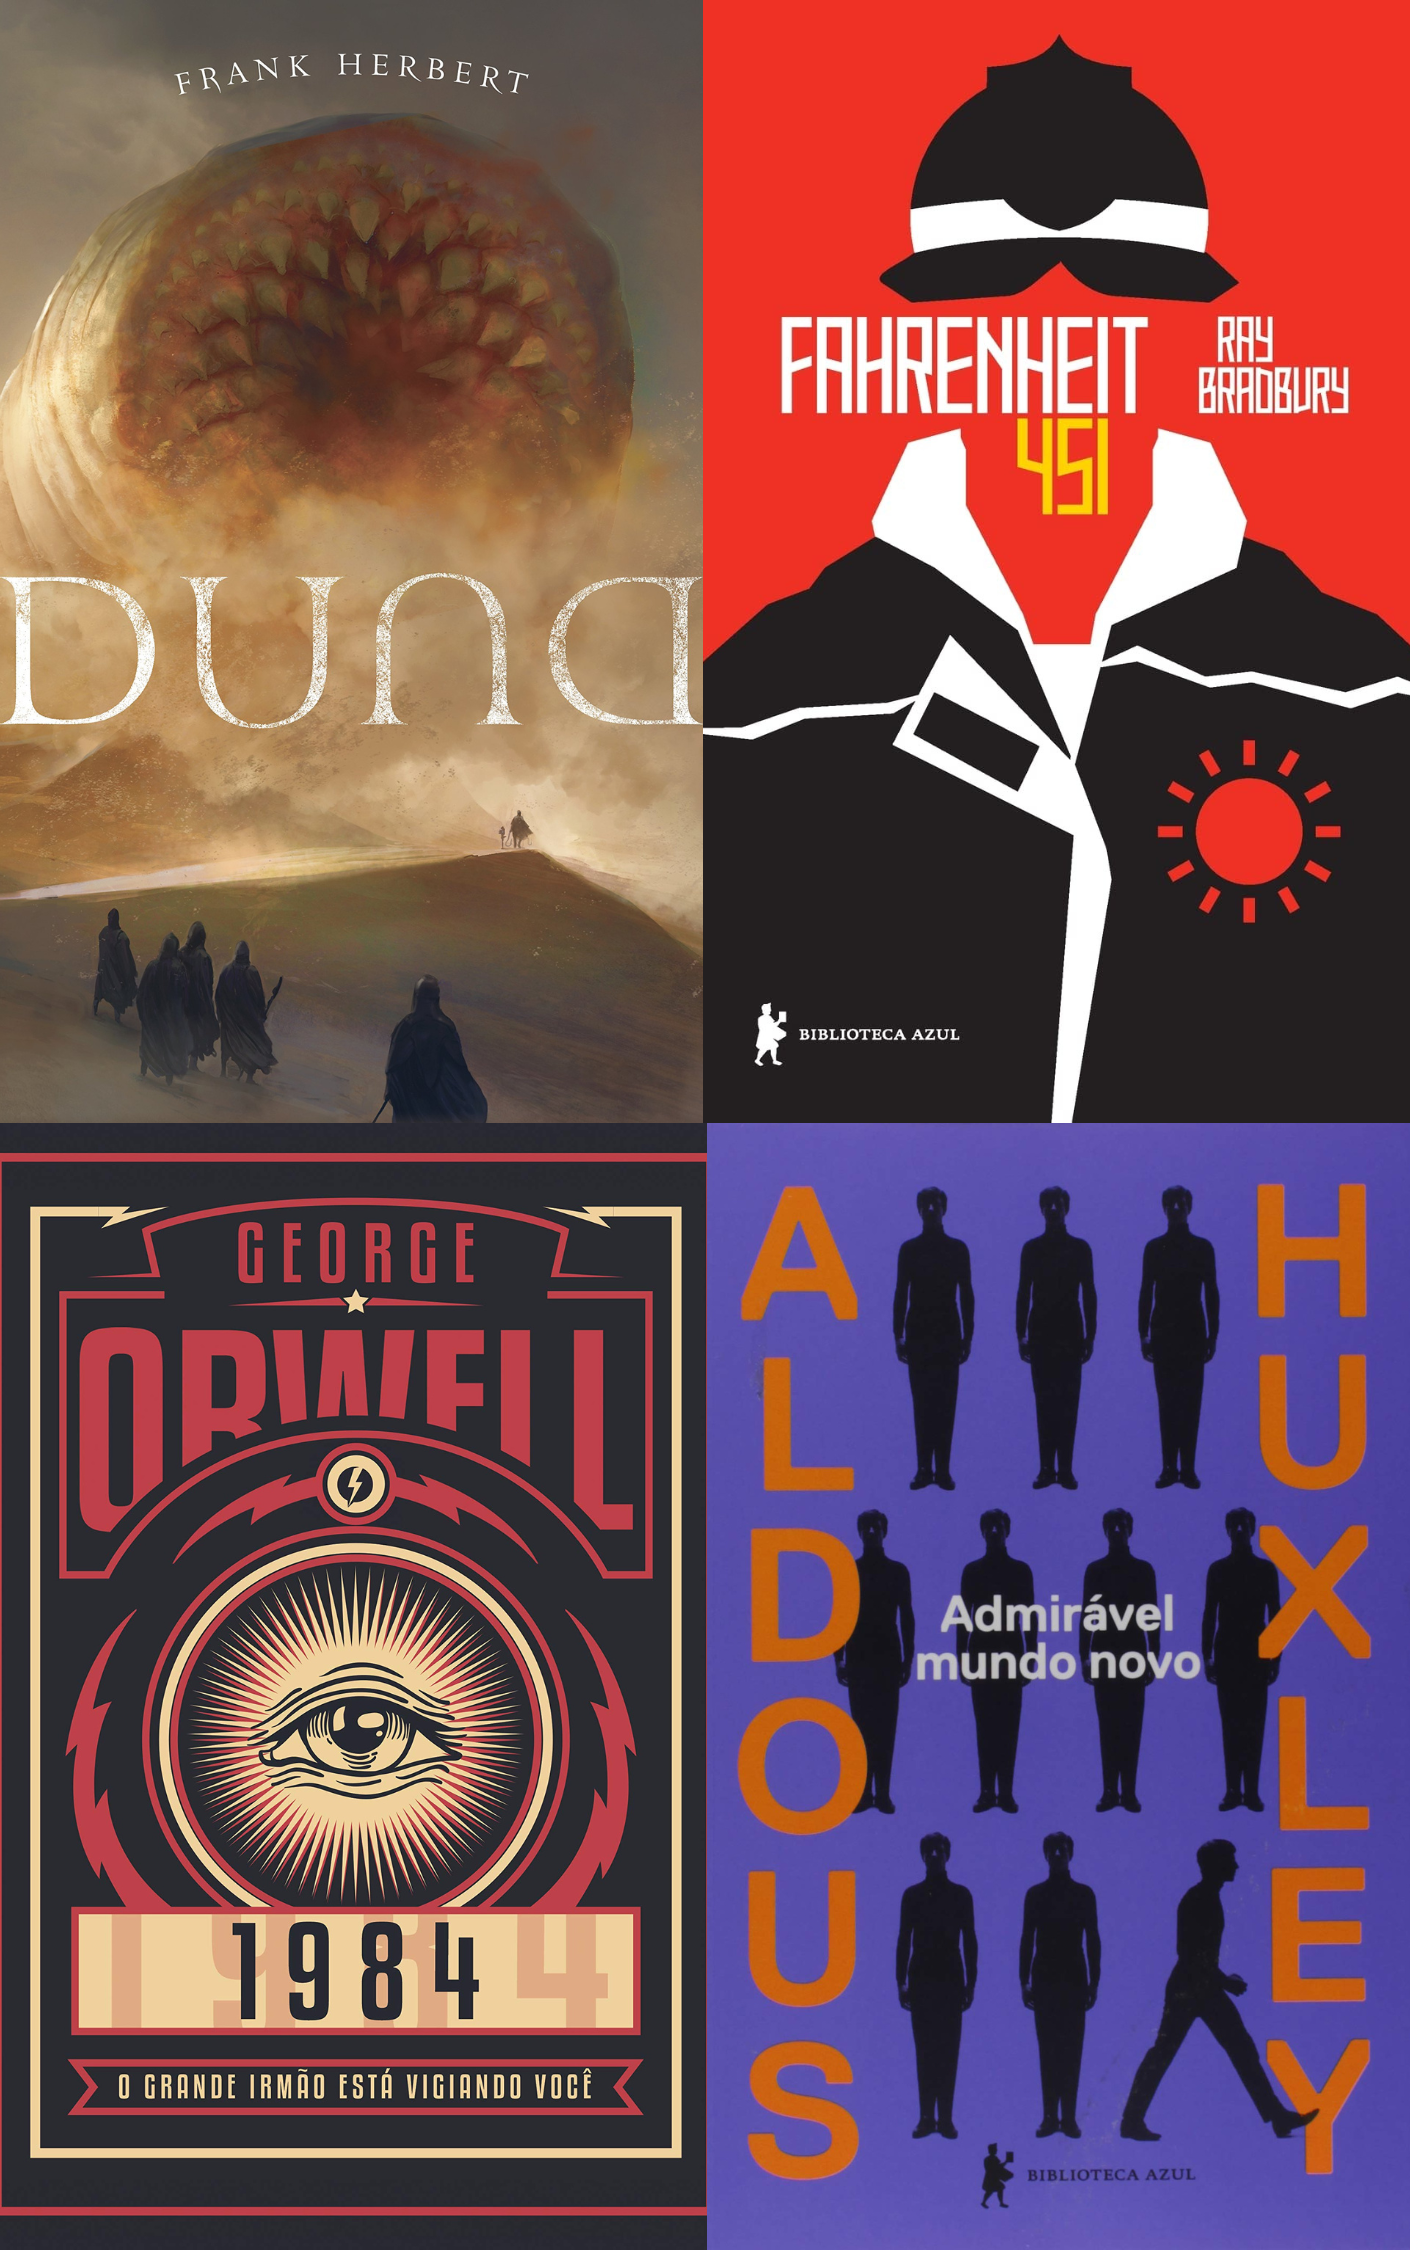 FRANK HERBERT
DUNA
FAHRENHEIT
451
RAY
BRADBURY
BIBLIOTECA AZUL
GEORGE
ORWELL
1984
O GRANDE IRMÃO ESTÁ VIGIANDO VOCÊ
ALDOUS
HUXLEY
Admirável
mundo novo
BIBLIOTECA AZUL